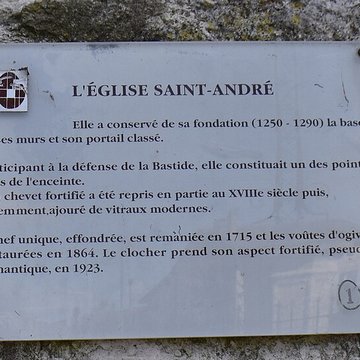 L'ÉGLISE SAINT-ANDRÉ
Elle a conservé de sa fondation (1250 - 1290) la base
es murs et son portail classé.
ticipant à la défense de la Bastide, elle constituait un des point
s de l'enceinte.
chevet fortifié a été repris en partie au XVIIIe siècle puis,
emment,ajouré de vitraux modernes.
nef unique, effondrée, est remaniée en 1715 et les voûtes d'ogiv
taurées en 1864. Le clocher prend son aspect fortifié, pseud
mantique, en 1923.
1